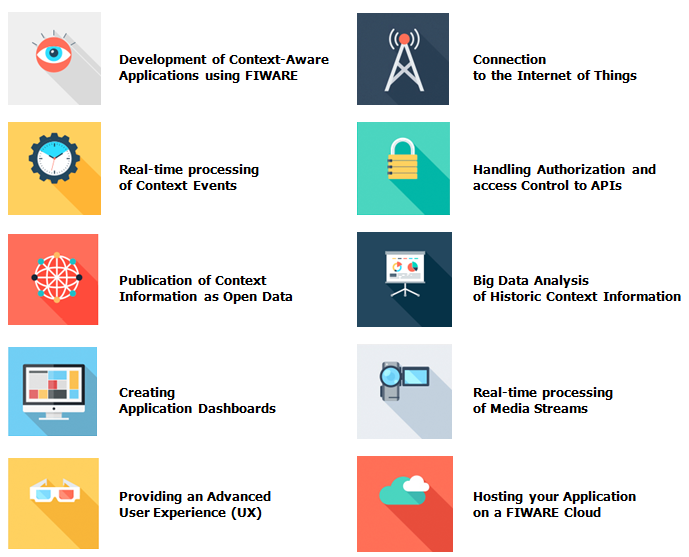 Development of Context-Aware
Applications using FIWARE
Connection
to the Internet of Things
Real-time processing
of Context Events
Handling Authorization and
access Control to APIs
Publication of Context
Information as Open Data
Big Data Analysis
of Historic Context Information
Creating
Application Dashboards
Real-time processing
of Media Streams
Providing an Advanced
User Experience (UX)
Hosting your Application
on a FIWARE Cloud